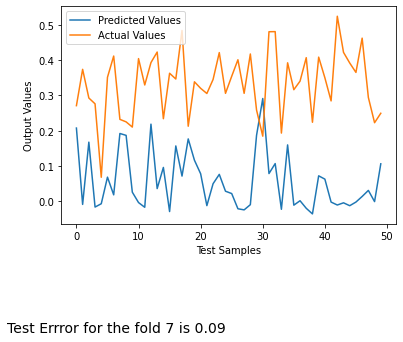 Predicted Values
Actual Values
0.5
0.4
0.3
0.2
0.1
0.0
Output Values
0 10 20 30 40 50
Test Samples
Test Errror for the fold 7 is 0.09